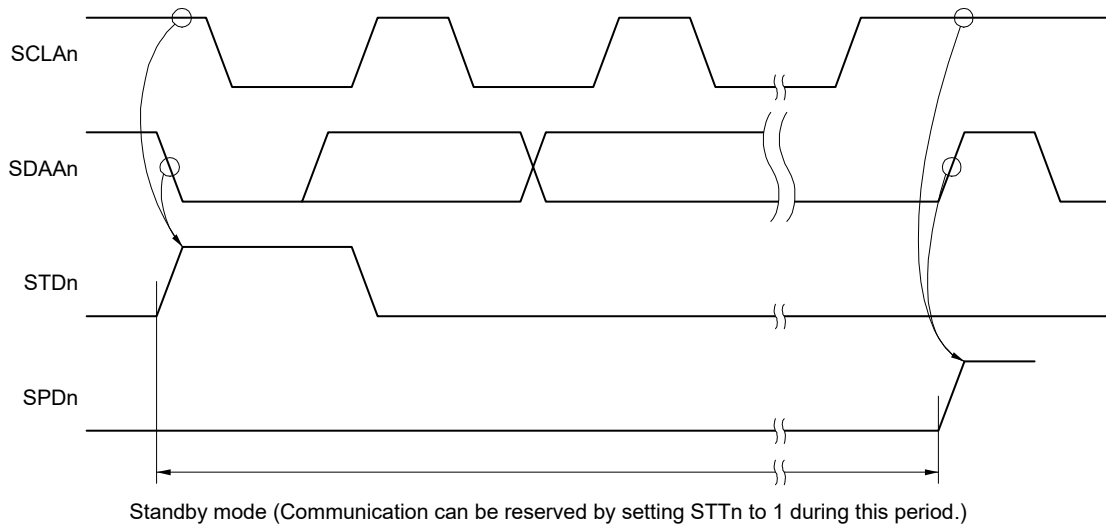 SCLAn
SDAAn
STDn
SPDn
Standby mode (Communication can be reserved by setting STTn to 1 during this period.)